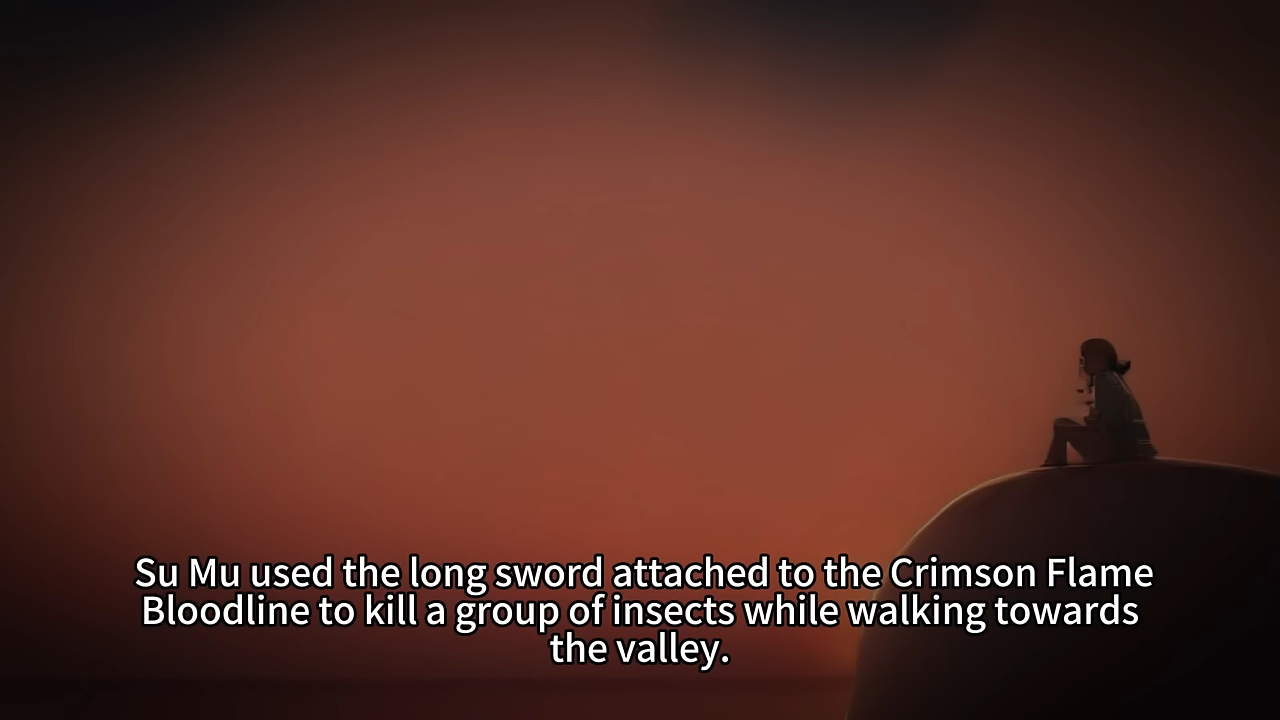 Su Mu used the long sword attached to the Crimson Flame
Bloodline to kill a group of insects while walking towards
the valley.